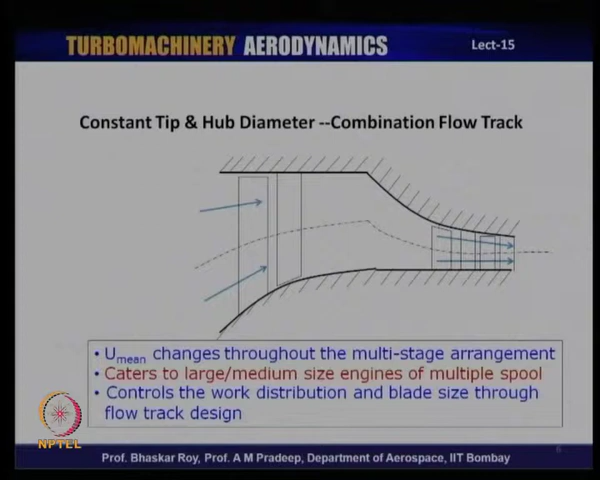 TURBOMACHINERY AERODYNAMICS
Lect-15
Constant Tip & Hub Diameter --Combination Flow Track
• Umean changes throughout the multi-stage arrangement
• Caters to large/medium size engines of multiple spool
• Controls the work distribution and blade size through
flow track design
NPTEL
8
Prof. Bhaskar Roy, Prof. A M Pradeep, Department of Aerospace, IIT Bombay